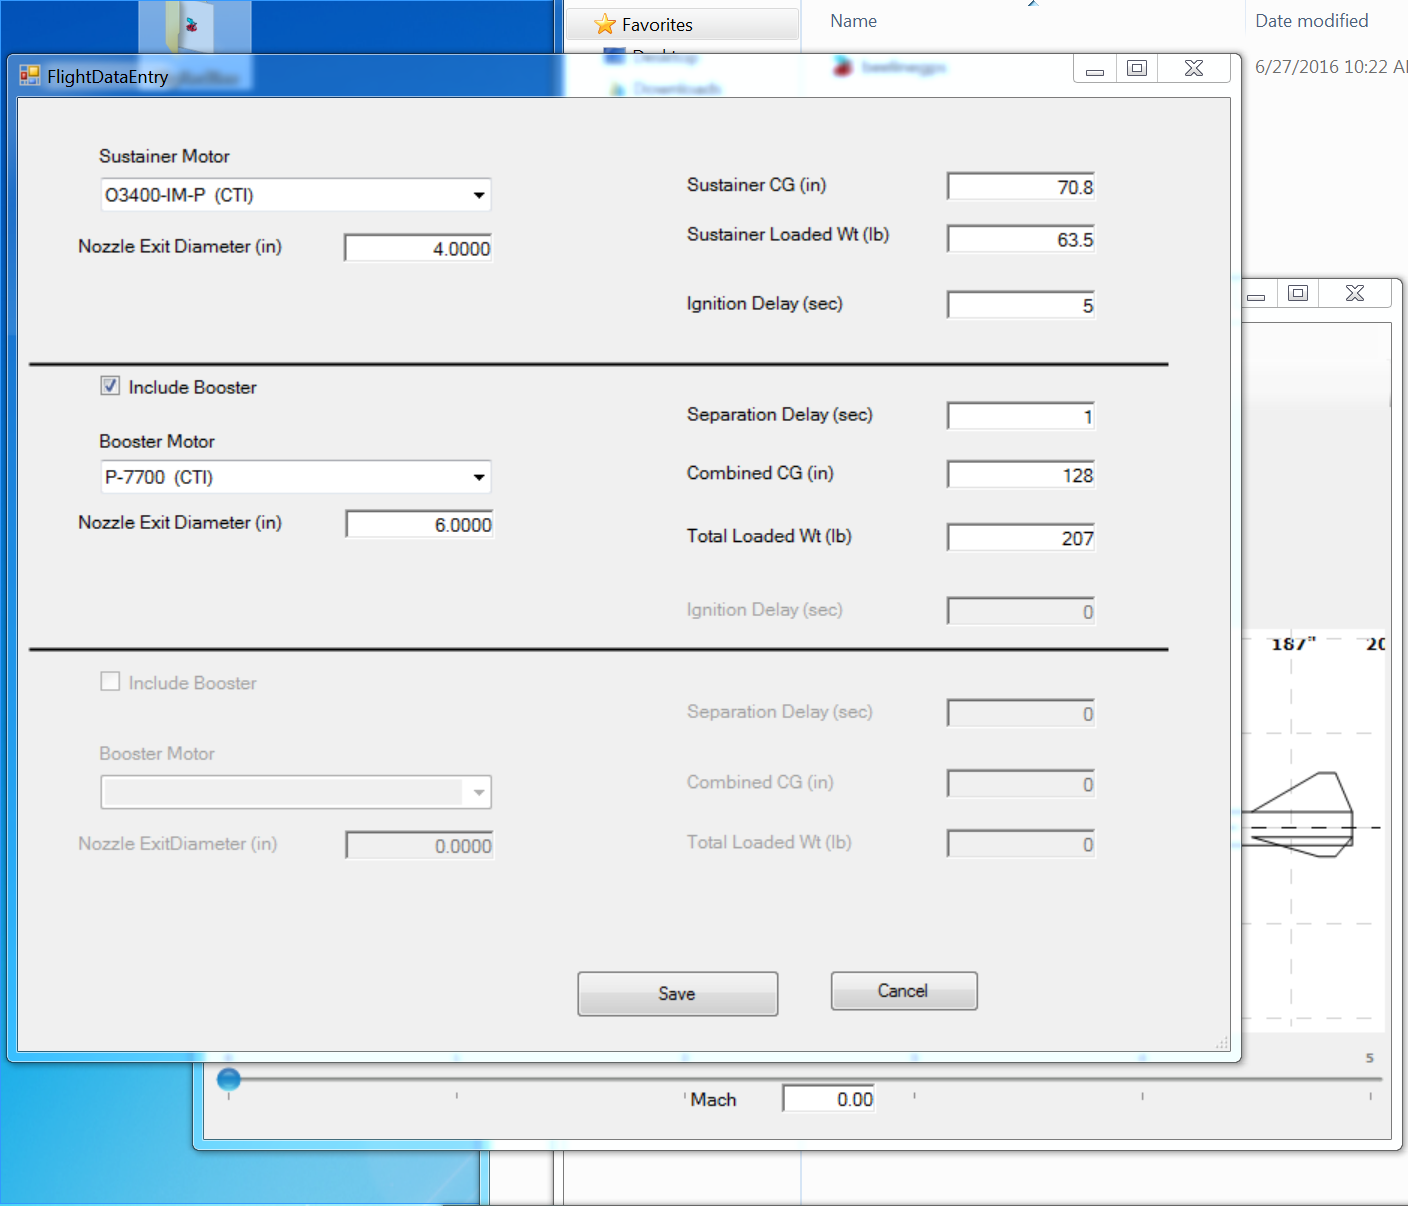 Favorites
Name
Date modified
Desktop
FlightDataEntry
beelinegps
6/27/2016 10:22 A
Downloads
Sustainer Motor
O3400-IM-P (CTI)
Sustainer CG (in)
70.8
Nozzle Exit Diameter (in)
4.0000
Sustainer Loaded Wt (lb)
63.5
Ignition Delay (sec)
5
Include Booster
Separation Delay (sec)
1
Booster Motor
P-7700 (CTI)
Combined CG (in)
128
Nozzle Exit Diameter (in)
6.0000
Total Loaded Wt (lb)
207
Ignition Delay (sec)
0
187"
20
Include Booster
Separation Delay (sec)
0
Booster Motor
Combined CG (in)
0
Nozzle ExitDiameter (in)
0.0000
Total Loaded Wt (lb)
0
Save
Cancel
5
Mach
0.00